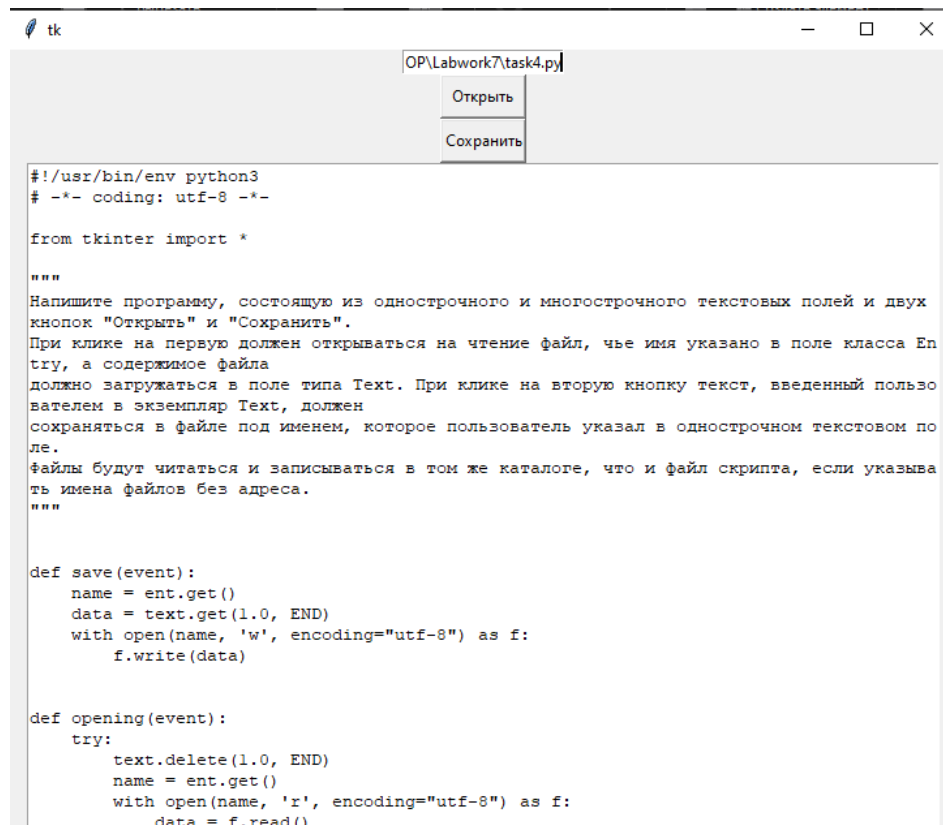 tk
OP\Labwork7\task4.py
Открыть
Сохранить
#!/usr/bin/env python3
# -*- coding: utf-8 -*-
from tkinter import *
"""
Напишите программу, состоящую из однострочного и многострочного текстовых полей и двух
кнопок "Открыть" и "Сохранить".
При клике на первую должен открываться на чтение файл, чье имя указано в поле класса En
try, а содержимое файла
должно загружаться в поле типа Text. При клике на вторую кнопку текст, введенный пользо
вателем в экземпляр Text, должен
сохраняться в файле под именем, которое пользователь указал в однострочном текстовом по
ле.
Файлы будут читаться и записываться в том же каталоге, что и файл скрипта, если указыва
ть имена файлов без адреса.
"""
def save(event):
    name = ent.get()
    data = text.get(1.0, END)
    with open(name, 'w', encoding="utf-8") as f:
        f.write(data)
def opening(event):
    try:
        text.delete(1.0, END)
        name = ent.get()
        with open(name, 'r', encoding="utf-8") as f:
            data = f.read()